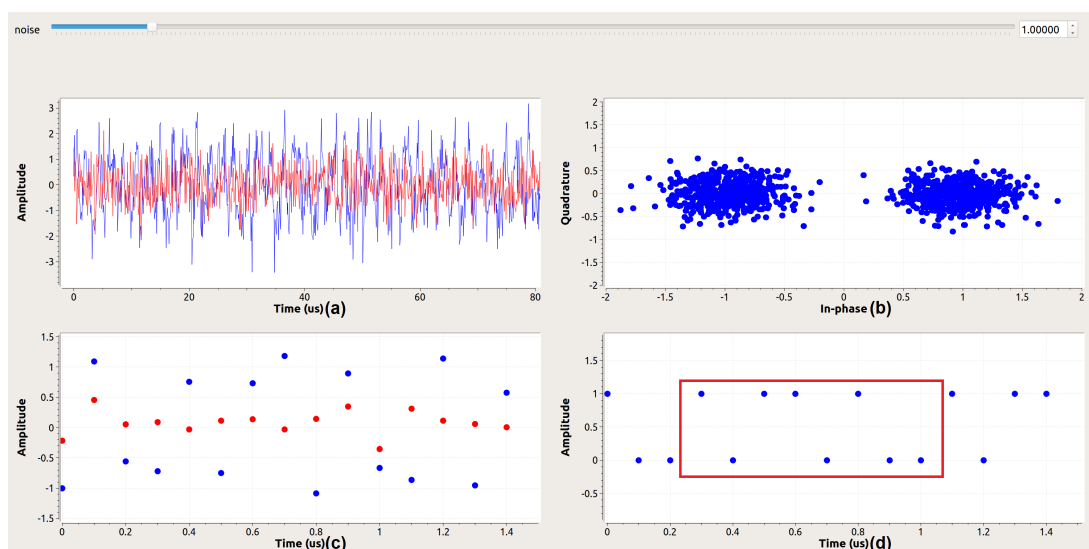 noise 1.00000
Amplitude
3
2
1
0
-1
-2
-3
0 20 40 60 80
Time (us)(a)
Quadrature
2
1.5
1
0.5
0
-0.5
-1
-1.5
-2
-2 -1.5 -1 -0.5 0 0.5 1 1.5 2
In-phase (b)
Amplitude
1.5
1
0.5
0
-0.5
-1
-1.5
0 0.2 0.4 0.6 0.8 1 1.2 1.4
Time (us)(c)
Amplitude
1.5
1
0.5
0
-0.5
0 0.2 0.4 0.6 0.8 1 1.2 1.4
Time (us)(d)